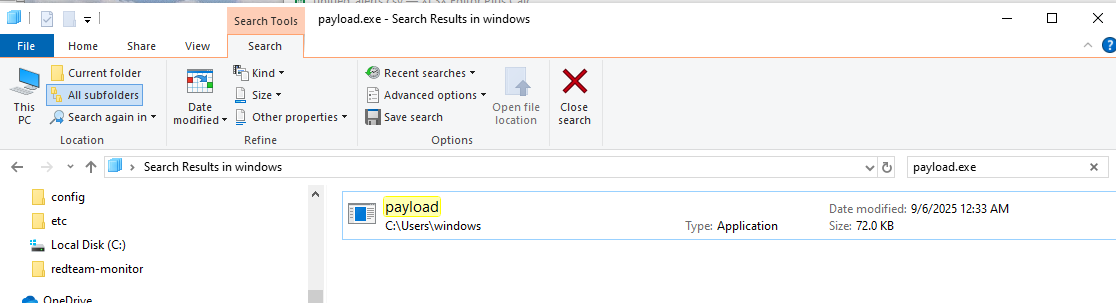 payload.exe - Search Results in windows
Search Tools
File
Home
Share
View
Search
This PC
Current folder
All subfolders
Search again in
Location
Date modified
Kind
Size
Other properties
Refine
Recent searches
Advanced options
Save search
Open file location
Options
Close search
Search Results in windows
payload.exe
config
etc
Local Disk (C:)
redteam-monitor
OneDrive
payload
C:\Users\windows
Type: Application
Date modified: 9/6/2025 12:33 AM
Size: 72.0 KB